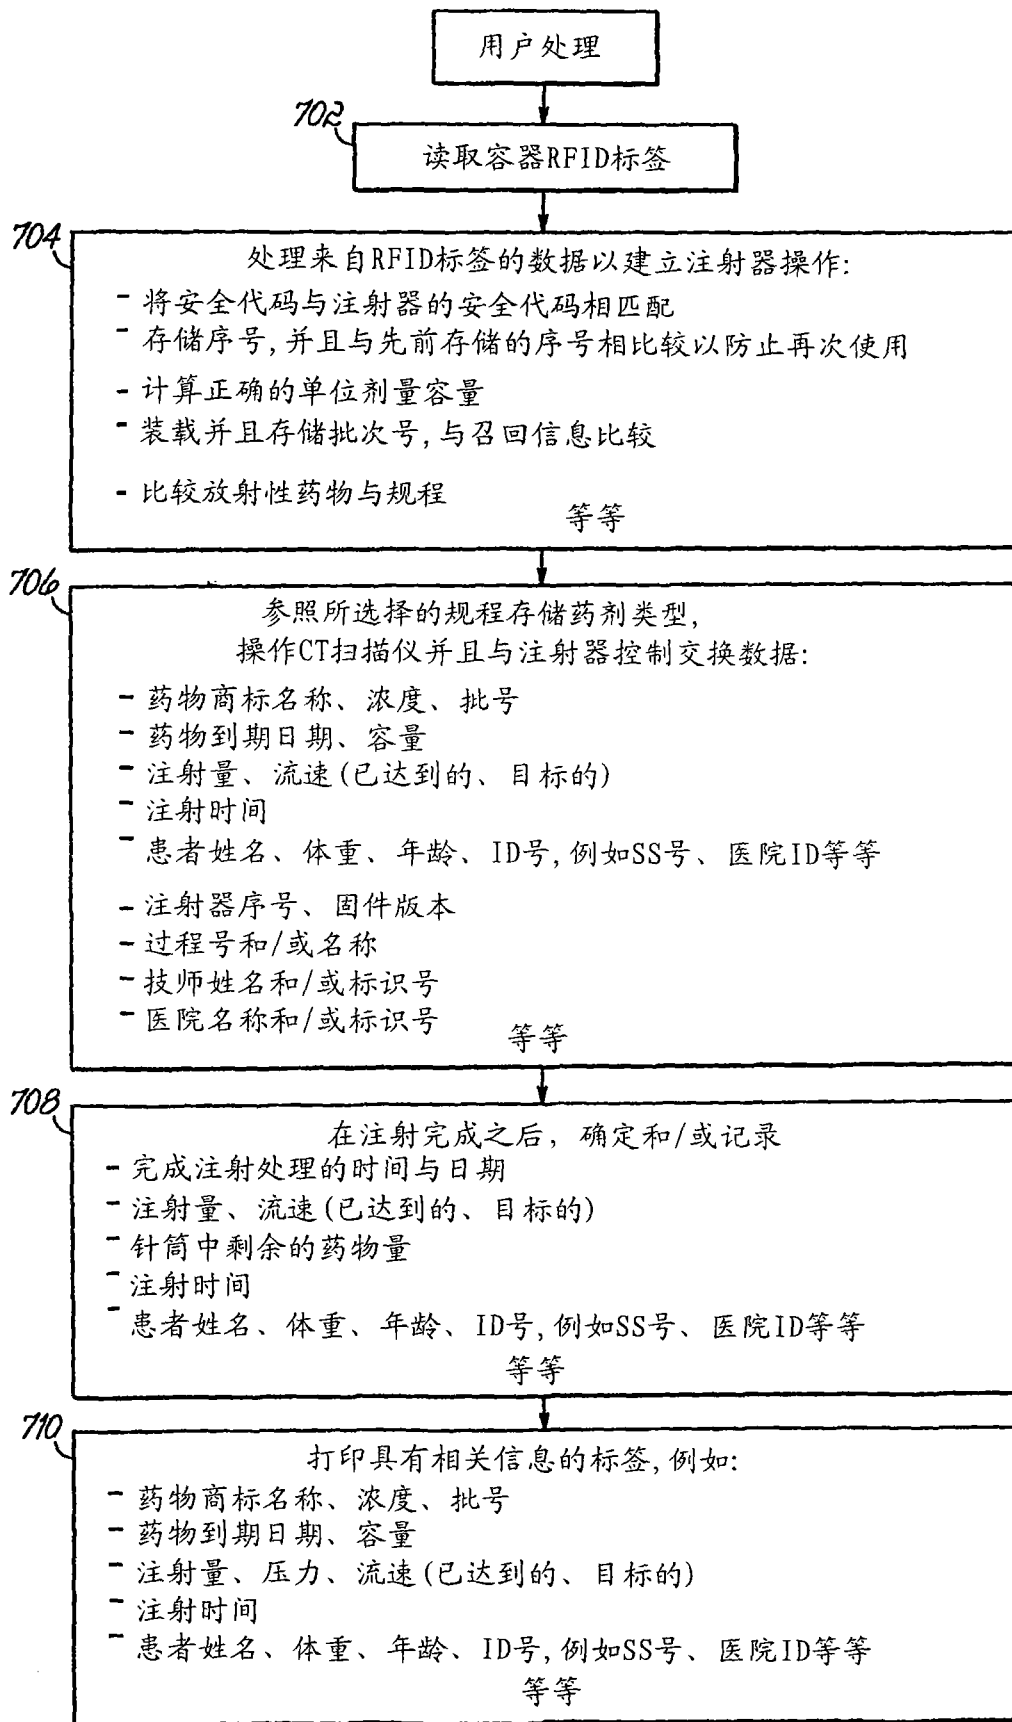 用户处理
702
读取容器RFID标签
704
处理来自RFID标签的数据以建立注射器操作:
- 将安全代码与注射器的安全代码相匹配
- 存储序号,并且与先前存储的序号相比较以防止再次使用
- 计算正确的单位剂量容量
- 装载并且存储批次号,与召回信息比较
- 比较放射性药物与规程
等等
706
参照所选择的规程存储药剂类型,
操作CT扫描仪并且与注射器控制交换数据:
- 药物商标名称、浓度、批号
- 药物到期日期、容量
- 注射量、流速(已达到的、目标的)
- 注射时间
- 患者姓名、体重、年龄、ID号,例如SS号、医院ID等等
- 注射器序号、固件版本
- 过程号和/或名称
- 技师姓名和/或标识号
- 医院名称和/或标识号
等等
708
在注射完成之后，确定和/或记录
- 完成注射处理的时间与日期
- 注射量、流速(已达到的、目标的)
- 针筒中剩余的药物量
- 注射时间
- 患者姓名、体重、年龄、ID号,例如SS号、医院ID等等
等等
710
打印具有相关信息的标签,例如:
- 药物商标名称、浓度、批号
- 药物到期日期、容量
- 注射量、压力、流速(已达到的、目标的)
- 注射时间
- 患者姓名、体重、年龄、ID号,例如SS号、医院ID等等
等等